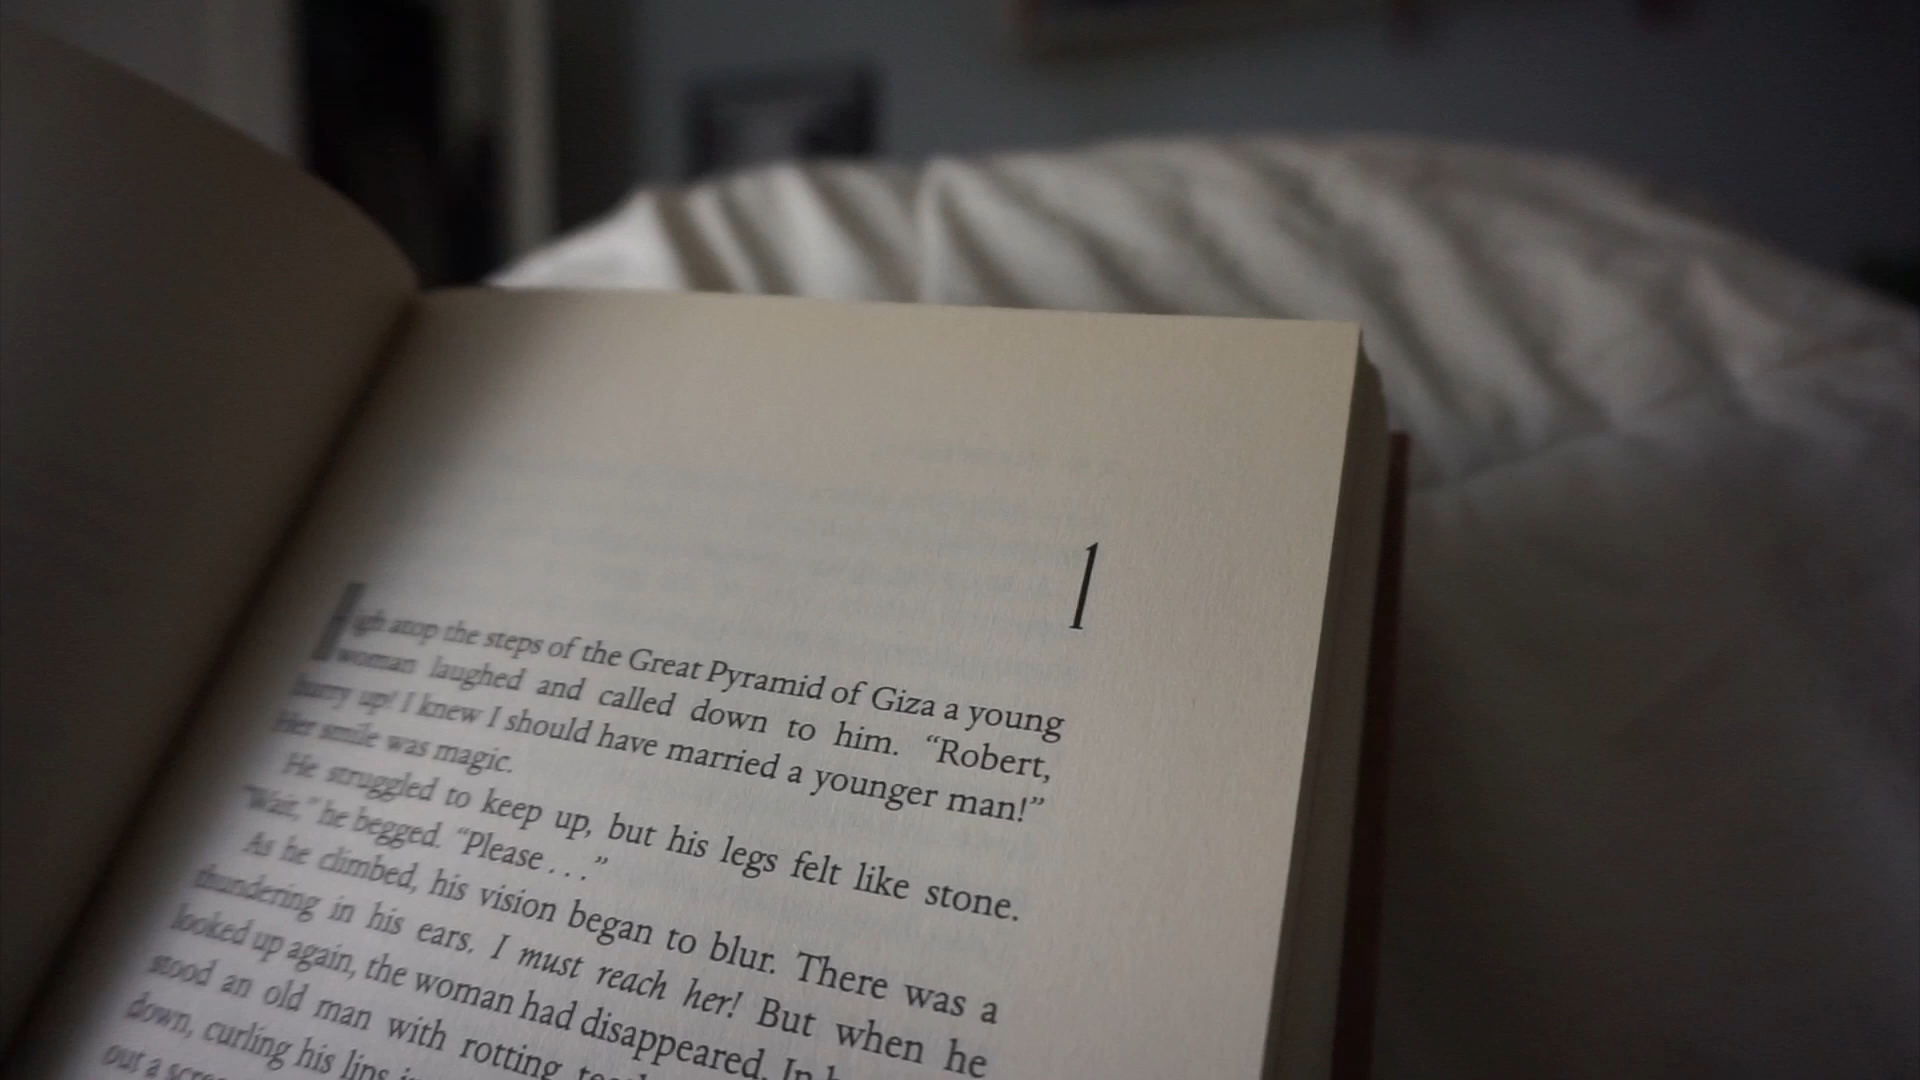 1
High atop the steps of the Great Pyramid of Giza a young
woman laughed and called down to him. “Robert,
hurry up! I knew I should have married a younger man!”
Her smile was magic.
He struggled to keep up, but his legs felt like stone.
“Wait,” he begged. “Please . . .”
As he climbed, his vision began to blur. There was a
thundering in his ears. I must reach her! But when he
looked up again, the woman had disappeared. In
stood an old man with rotting
down, curling his lips
out a